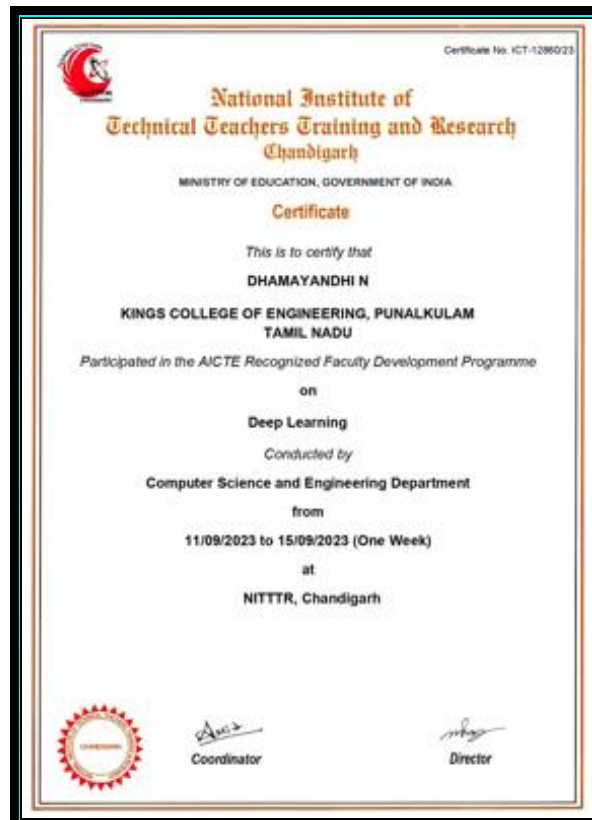 Certificate No. ICT-12860/23
National Institute of
Technical Teachers Training and Research
Chandigarh
MINISTRY OF EDUCATION, GOVERNMENT OF INDIA
Certificate
This is to certify that
DHAMAYANDHI N
KINGS COLLEGE OF ENGINEERING, PUNALKULAM
TAMIL NADU
Participated in the AICTE Recognized Faculty Development Programme
on
Deep Learning
Conducted by
Computer Science and Engineering Department
from
11/09/2023 to 15/09/2023 (One Week)
at
NITTTR, Chandigarh
CHANDIGARH
Coordinator
Director